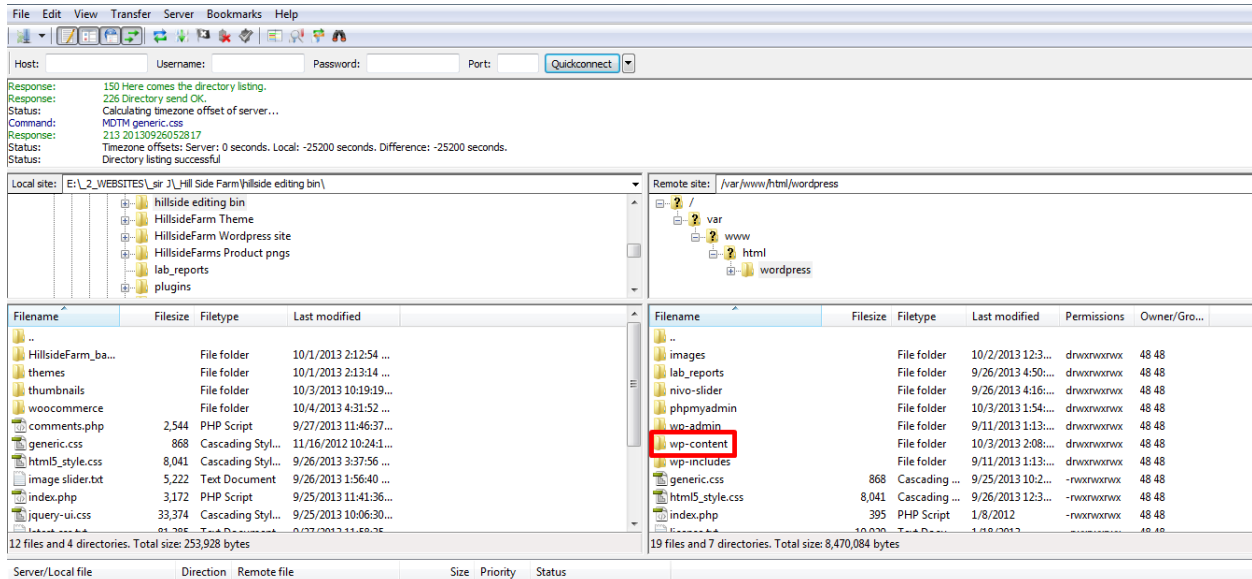 File Edit View Transfer Server Bookmarks Help
Host: Username: Password: Port: Quickconnect
Response: 150 Here comes the directory listing.
Response: 226 Directory send OK.
Status: Calculating timezone offset of server...
Command: MDTM generic.css
Response: 213 20130926052817
Status: Timezone offsets: Server: 0 seconds. Local: -25200 seconds. Difference: -25200 seconds.
Status: Directory listing successful
Local site: E:\_2_WEBSITES\_sir J\_Hill Side Farm\hillside editing bin\
hillside editing bin
HillsideFarm Theme
HillsideFarm Wordpress site
HillsideFarms Product pngs
lab_reports
plugins
Filename Filesize Filetype Last modified
..
HillsideFarm_ba... File folder 10/1/2013 2:12:54 ...
themes File folder 10/1/2013 2:13:14 ...
thumbnails File folder 10/3/2013 10:19:19...
woocommerce File folder 10/4/2013 4:31:52 ...
comments.php 2,544 PHP Script 9/27/2013 11:46:37...
generic.css 868 Cascading Styl... 11/16/2012 10:24:1...
html5_style.css 8,041 Cascading Styl... 9/26/2013 3:37:56 ...
image slider.txt 5,222 Text Document 9/26/2013 1:56:40 ...
index.php 3,172 PHP Script 9/25/2013 11:41:36...
jquery-ui.css 33,374 Cascading Styl... 9/25/2013 10:06:30...
12 files and 4 directories. Total size: 253,928 bytes
Remote site: /var/www/html/wordpress
/
var
www
html
wordpress
Filename Filesize Filetype Last modified Permissions Owner/Gro...
..
images File folder 10/2/2013 12:3... drwxrwxrwx 48 48
lab_reports File folder 9/26/2013 4:50:... drwxrwxrwx 48 48
nivo-slider File folder 9/26/2013 4:16:... drwxrwxrwx 48 48
phpmyadmin File folder 10/3/2013 1:54:... drwxrwxrwx 48 48
wp-admin File folder 9/11/2013 1:13:... drwxrwxrwx 48 48
wp-content File folder 10/3/2013 2:08:... drwxrwxrwx 48 48
wp-includes File folder 9/11/2013 1:13:... drwxrwxrwx 48 48
generic.css 868 Cascading ... 9/25/2013 10:2... -rwxrwxrwx 48 48
html5_style.css 8,041 Cascading ... 9/26/2013 12:3... -rwxrwxrwx 48 48
index.php 395 PHP Script 1/8/2012 -rwxrwxrwx 48 48
19 files and 7 directories. Total size: 8,470,084 bytes
Server/Local file Direction Remote file Size Priority Status